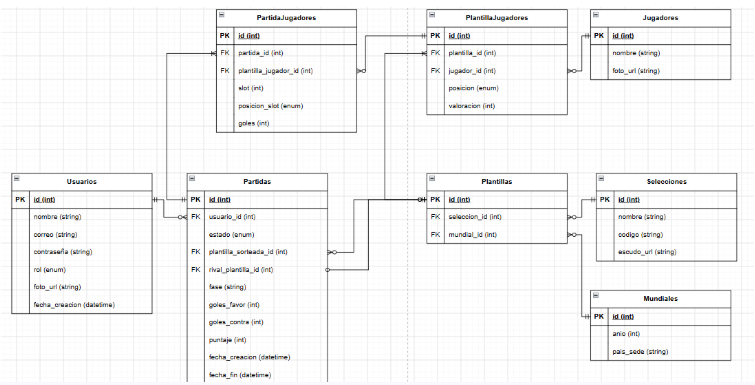 PartidaJugadores
PK id (int)
FK partida_id (int)
FK plantilla_jugador_id (int)
slot (int)
posicion_slot (enum)
goles (int)
PlantillaJugadores
PK id (int)
FK plantilla_id (int)
FK jugador_id (int)
posicion (enum)
valoracion (int)
Jugadores
PK id (int)
nombre (string)
foto_url (string)
Usuarios
PK id (int)
nombre (string)
correo (string)
contraseña (string)
rol (enum)
foto_url (string)
fecha_creacion (datetime)
Partidas
PK id (int)
FK usuario_id (int)
estado (enum)
FK plantilla_sorteada_id (int)
FK rival_plantilla_id (int)
fase (string)
goles_favor (int)
goles_contra (int)
puntaje (int)
fecha_creacion (datetime)
fecha_fin (datetime)
Plantillas
PK id (int)
FK seleccion_id (int)
FK mundial_id (int)
Selecciones
PK id (int)
nombre (string)
codigo (string)
escudo_url (string)
Mundiales
PK id (int)
anio (int)
pais_sede (string)